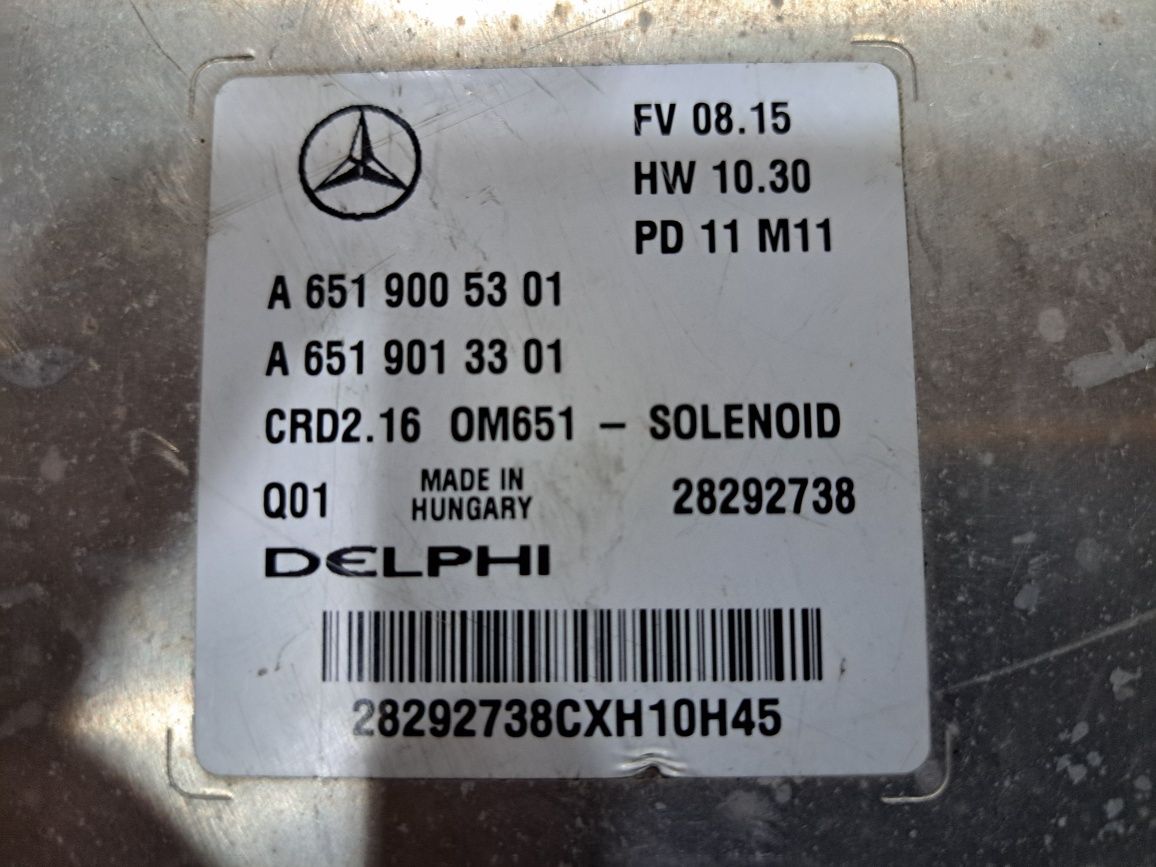 FV 08.15
HW 10.30
PD 11 M11
A 651 900 53 01
A 651 901 33 01
CRD2.16 OM651 – SOLENOID
Q01 MADE IN HUNGARY 28292738
DELPHI
28292738CXH10H45